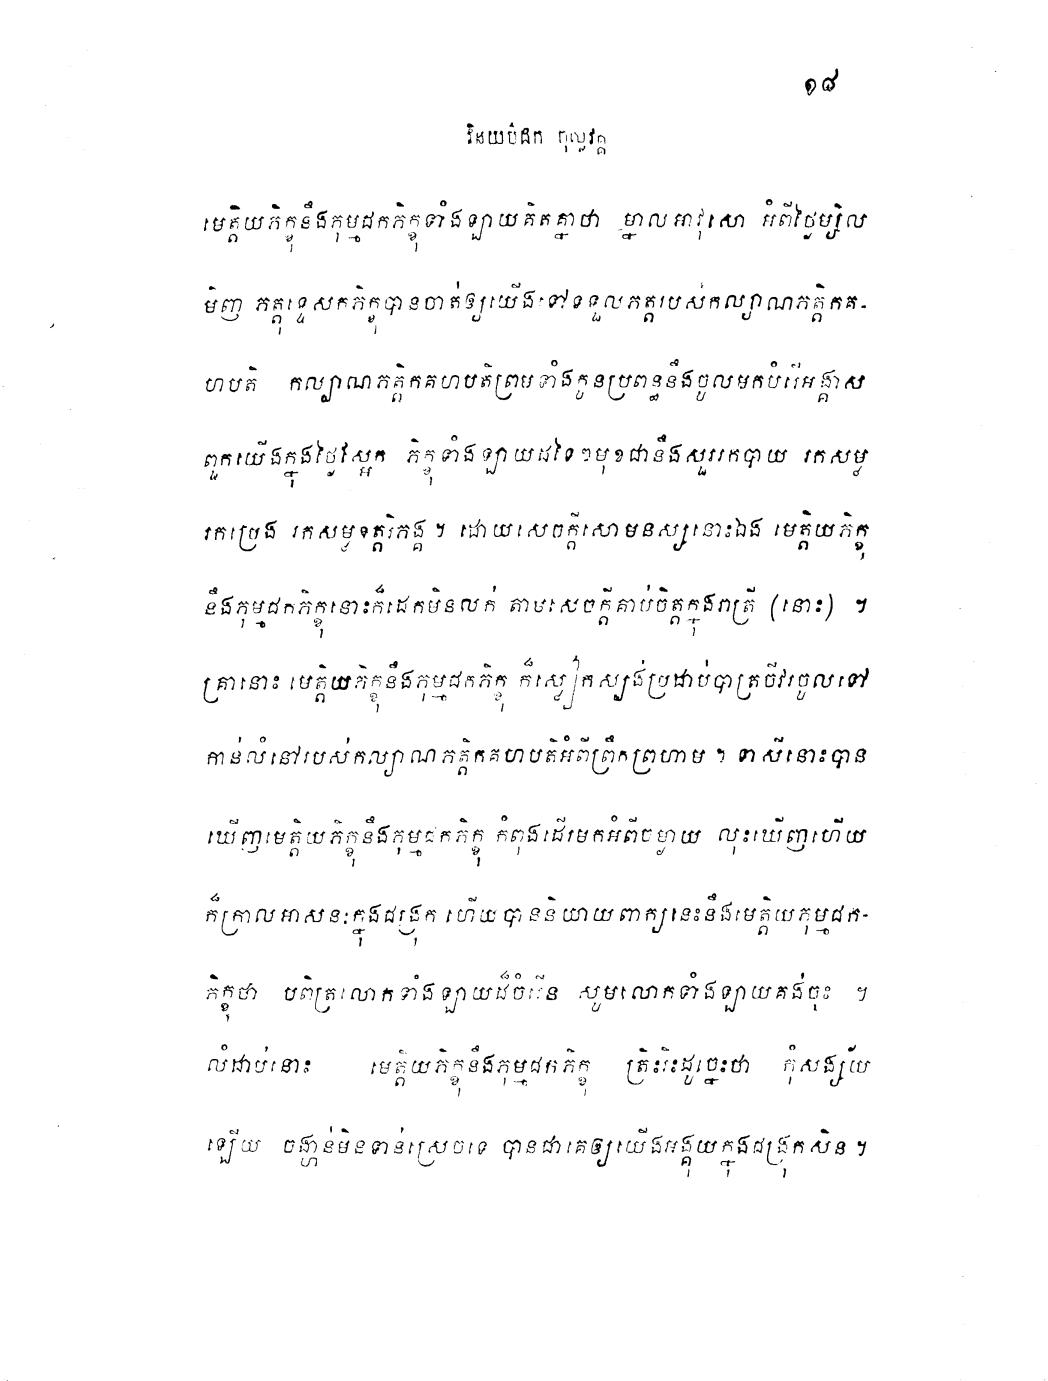 ១៨
វិនយបិដក ចុល្លវគ្គ
មេត្តិយភិក្ខុនឹងកុម្មជកភិក្ខុទាំងឡាយគិតគ្នាថា ម្នាលអាវុសោ អំពីថ្ងៃម្សិល
មិញ ភត្តុទ្ទេសកភិក្ខុបានចាត់ឲ្យយើងទៅទទួលភត្តរបស់កល្យាណភត្តិកគ-
ហបតិ កល្យាណភត្តិកគហបតិព្រមទាំងកូនប្រពន្ធនឹងចូលមកបំរើអង្គាស
ពួកយើងក្នុងថ្ងៃស្អែក ភិក្ខុទាំងឡាយដទៃៗមុខជានឹងសួររកបាយ រកសម្ល
រកប្រេង រកសម្លឧត្តរិភង្គ ។ ដោយសេចក្តីសោមនស្សនោះឯង មេត្តិយភិក្ខុ
នឹងកុម្មជកភិក្ខុនោះក៏ដេកមិនលក់ តាមសេចក្តីគាប់ចិត្តក្នុងរាត្រី (នោះ) ។
គ្រានោះ មេត្តិយភិក្ខុនឹងកុម្មជកភិក្ខុ ក៏ស្លៀកស្បង់ប្រដាប់បាត្រចីវរចូលទៅ
កាន់លំនៅរបស់កល្យាណភត្តិកគហបតិអំពីព្រឹកព្រហាម ។ ទាសីនោះបាន
ឃើញមេត្តិយភិក្ខុនឹងកុម្មជកភិក្ខុ កំពុងដើរមកអំពីចម្ងាយ លុះឃើញហើយ
ក៏ក្រាលអាសនៈក្នុងជង្រុក ហើយបាននិយាយពាក្យនេះនឹងមេត្តិយកុម្មជក-
ភិក្ខុថា បពិត្រលោកទាំងឡាយដ៏ចំរើន សូមលោកទាំងឡាយគង់ចុះ ។
លំដាប់នោះ មេត្តិយភិក្ខុនឹងកុម្មជកភិក្ខុ ត្រិះរិះដូច្នេះថា កុំសង្ស័យ
ឡើយ ចង្ហាន់មិនទាន់ស្រេចទេ បានជាគេឲ្យយើងអង្គុយក្នុងជង្រុកសិន ។